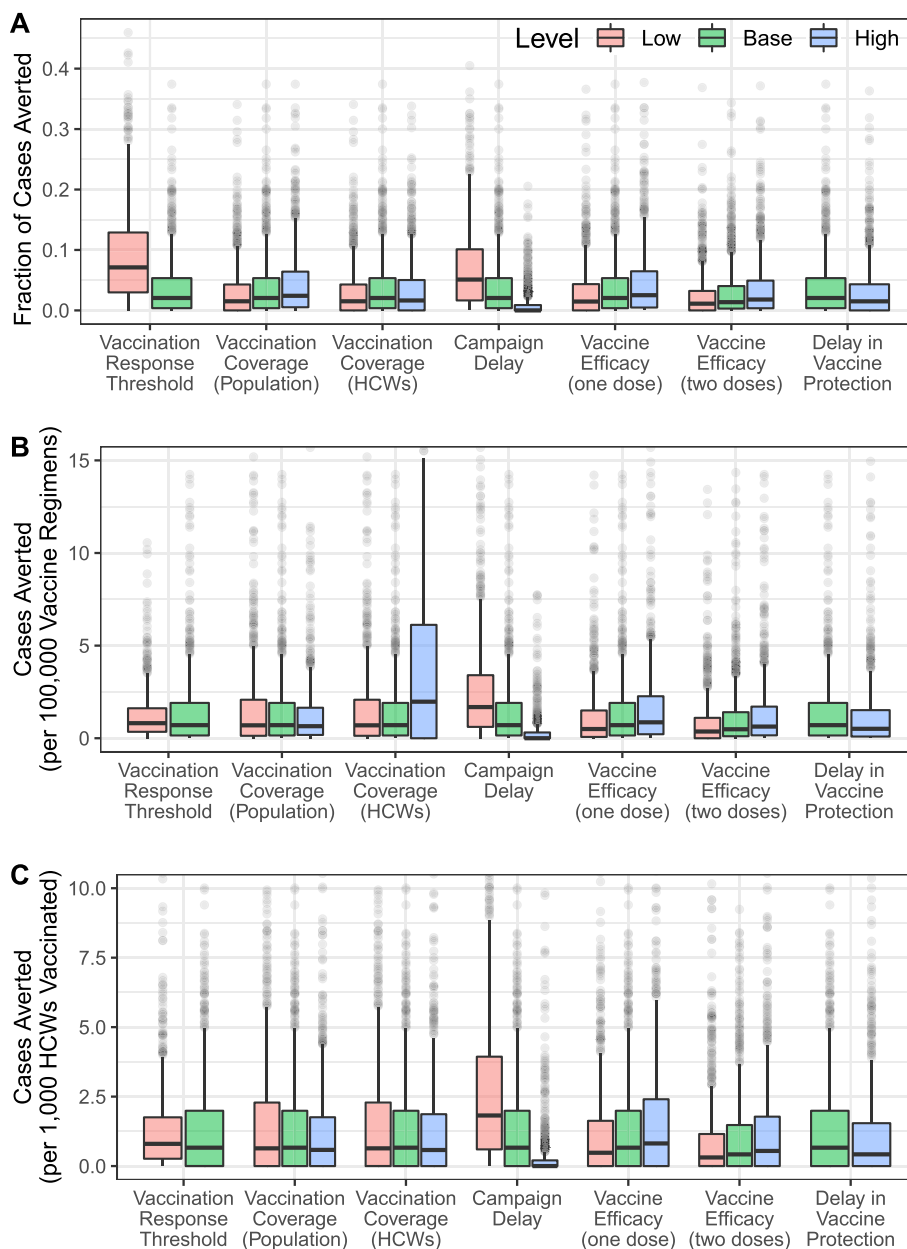 A
Level Low Base High
Fraction of Cases Averted
0.4
0.3
0.2
0.1
0.0
Vaccination Response Threshold
Vaccination Coverage (Population)
Vaccination Coverage (HCWs)
Campaign Delay
Vaccine Efficacy (one dose)
Vaccine Efficacy (two doses)
Delay in Vaccine Protection
B
Cases Averted
(per 100,000 Vaccine Regimens)
15
10
5
0
Vaccination Response Threshold
Vaccination Coverage (Population)
Vaccination Coverage (HCWs)
Campaign Delay
Vaccine Efficacy (one dose)
Vaccine Efficacy (two doses)
Delay in Vaccine Protection
C
Cases Averted
(per 1,000 HCWs Vaccinated)
10.0
7.5
5.0
2.5
0.0
Vaccination Response Threshold
Vaccination Coverage (Population)
Vaccination Coverage (HCWs)
Campaign Delay
Vaccine Efficacy (one dose)
Vaccine Efficacy (two doses)
Delay in Vaccine Protection